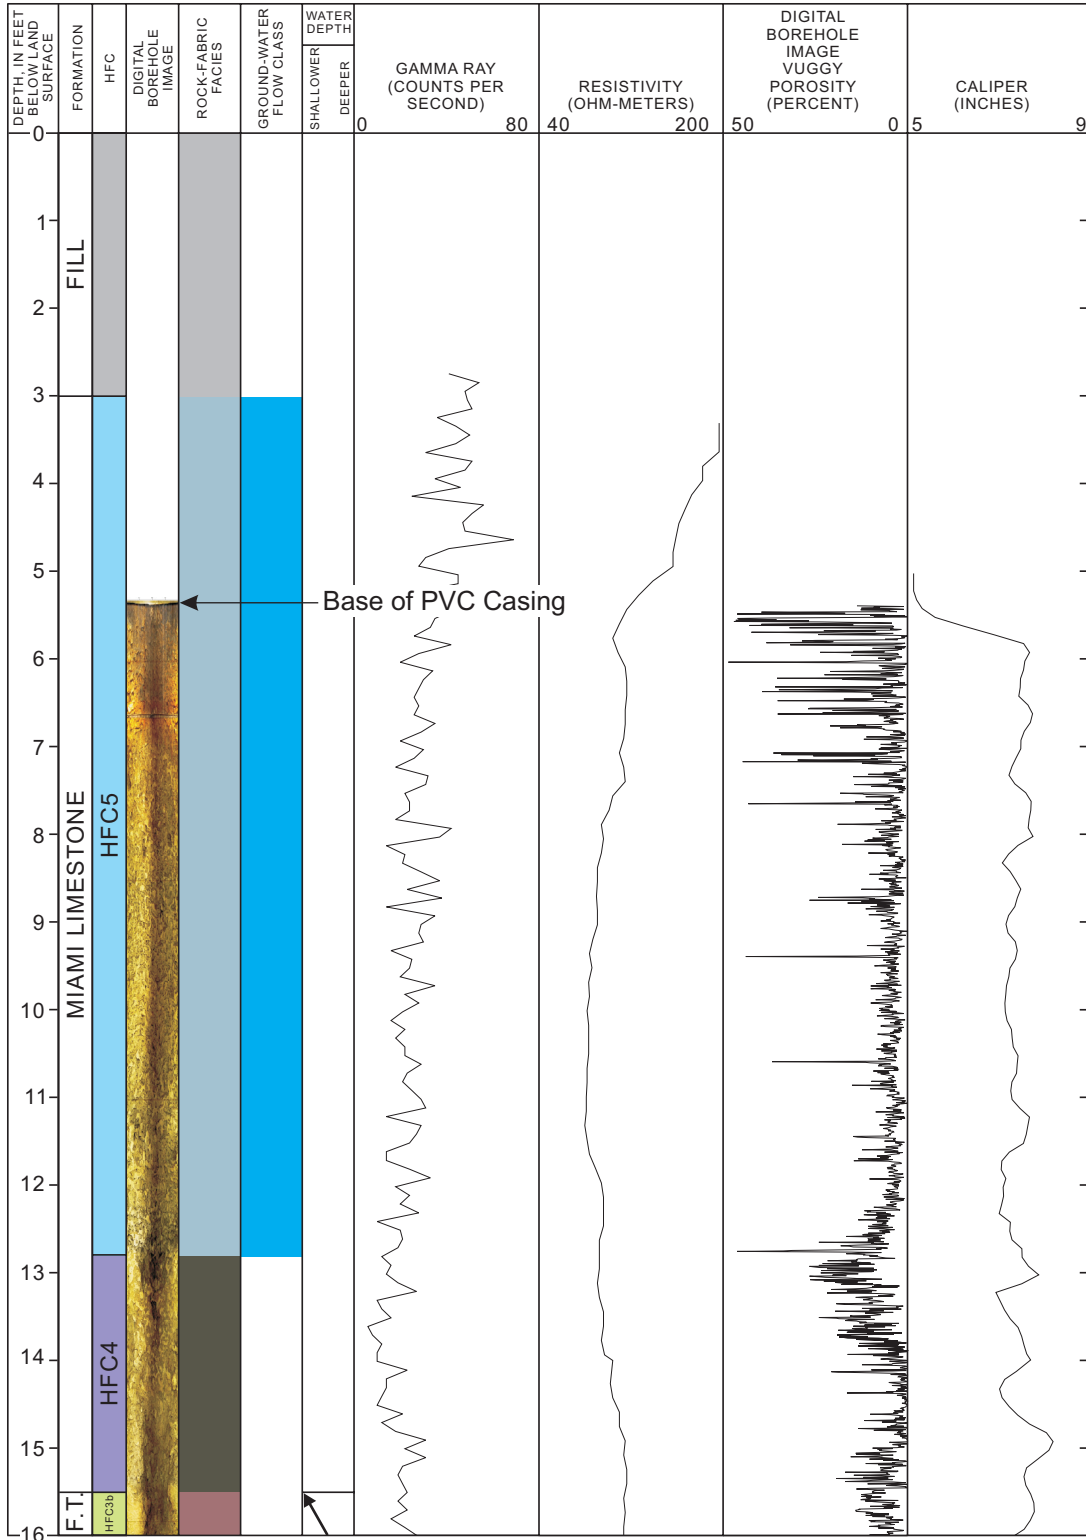 DEPTH, IN FEET
BELOW LAND
SURFACE
FORMATION
HFC
DIGITAL
BOREHOLE
IMAGE
ROCK-FABRIC
FACIES
GROUND-WATER
FLOW CLASS
WATER
DEPTH
SHALLOWER
DEEPER
GAMMA RAY
(COUNTS PER
SECOND)
0 80
RESISTIVITY
(OHM-METERS)
40 200
DIGITAL
BOREHOLE
IMAGE
VUGGY
POROSITY
(PERCENT)
50 0
CALIPER
(INCHES)
5 9
0
1
2
3
4
5
6
7
8
9
10
11
12
13
14
15
16
FILL
MIAMI LIMESTONE
F.T.
HFC5
HFC4
HFC3b
Base of PVC Casing